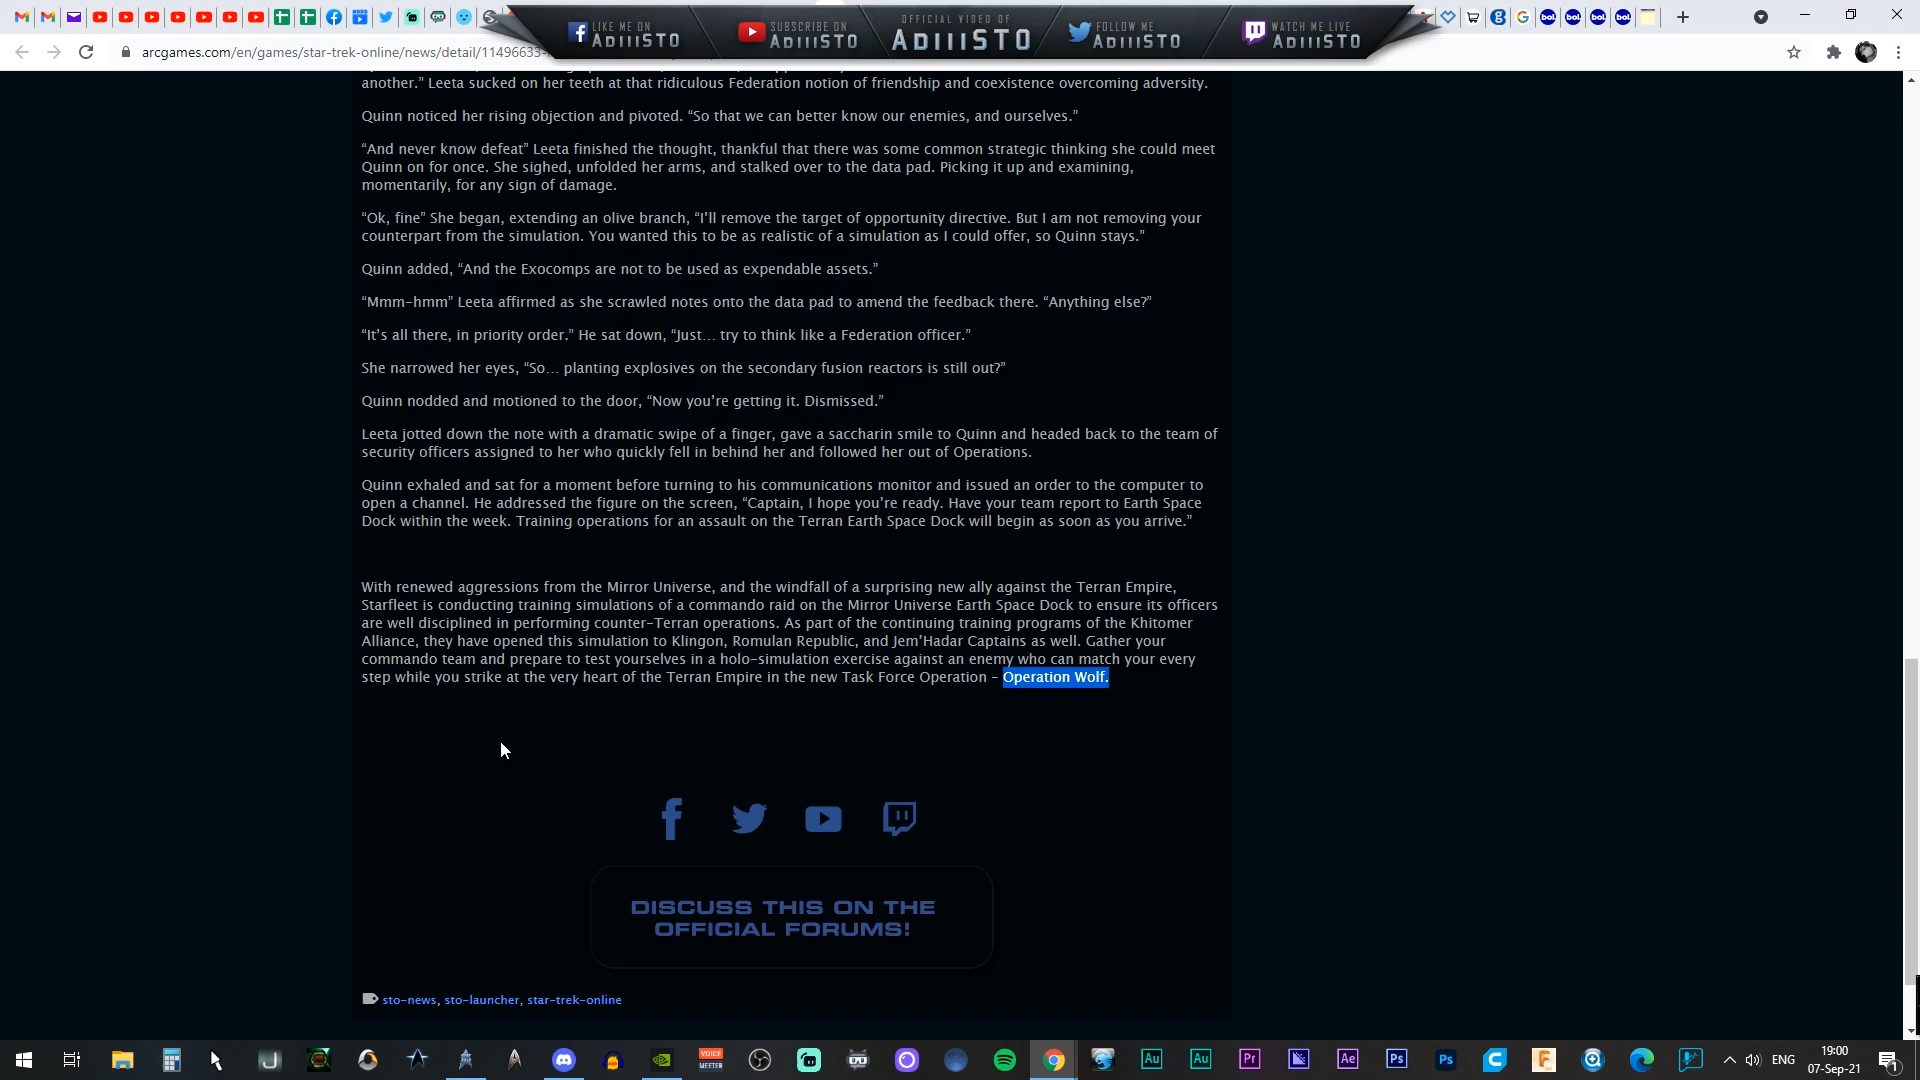 LIKE ME ON
ADIIISTO
SUBSCRIBE ON
ADIIISTO
OFFICIAL VIDEO OF
ADIIISTO
FOLLOW ME
ADIIISTO
WATCH ME LIVE
ADIIISTO
arcgames.com/en/games/star-trek-online/news/detail/11496633-
another.” Leeta sucked on her teeth at that ridiculous Federation notion of friendship and coexistence overcoming adversity.
Quinn noticed her rising objection and pivoted. “So that we can better know our enemies, and ourselves.”
“And never know defeat” Leeta finished the thought, thankful that there was some common strategic thinking she could meet
Quinn on for once. She sighed, unfolded her arms, and stalked over to the data pad. Picking it up and examining,
momentarily, for any sign of damage.
“Ok, fine” She began, extending an olive branch, “I’ll remove the target of opportunity directive. But I am not removing your
counterpart from the simulation. You wanted this to be as realistic of a simulation as I could offer, so Quinn stays.”
Quinn added, “And the Exocomps are not to be used as expendable assets.”
“Mmm-hmm” Leeta affirmed as she scrawled notes onto the data pad to amend the feedback there. “Anything else?”
“It’s all there, in priority order.” He sat down, “Just… try to think like a Federation officer.”
She narrowed her eyes, “So… planting explosives on the secondary fusion reactors is still out?”
Quinn nodded and motioned to the door, “Now you’re getting it. Dismissed.”
Leeta jotted down the note with a dramatic swipe of a finger, gave a saccharin smile to Quinn and headed back to the team of
security officers assigned to her who quickly fell in behind her and followed her out of Operations.
Quinn exhaled and sat for a moment before turning to his communications monitor and issued an order to the computer to
open a channel. He addressed the figure on the screen, “Captain, I hope you’re ready. Have your team report to Earth Space
Dock within the week. Training operations for an assault on the Terran Earth Space Dock will begin as soon as you arrive.”
With renewed aggressions from the Mirror Universe, and the windfall of a surprising new ally against the Terran Empire,
Starfleet is conducting training simulations of a commando raid on the Mirror Universe Earth Space Dock to ensure its officers
are well disciplined in performing counter-Terran operations. As part of the continuing training programs of the Khitomer
Alliance, they have opened this simulation to Klingon, Romulan Republic, and Jem’Hadar Captains as well. Gather your
commando team and prepare to test yourselves in a holo-simulation exercise against an enemy who can match your every
step while you strike at the very heart of the Terran Empire in the new Task Force Operation – Operation Wolf.
DISCUSS THIS ON THE
OFFICIAL FORUMS!
sto-news, sto-launcher, star-trek-online
VOICE
MEETER
Au
Au
Pr
Ae
Ps
Ps
ENG
19:00
07-Sep-21
1